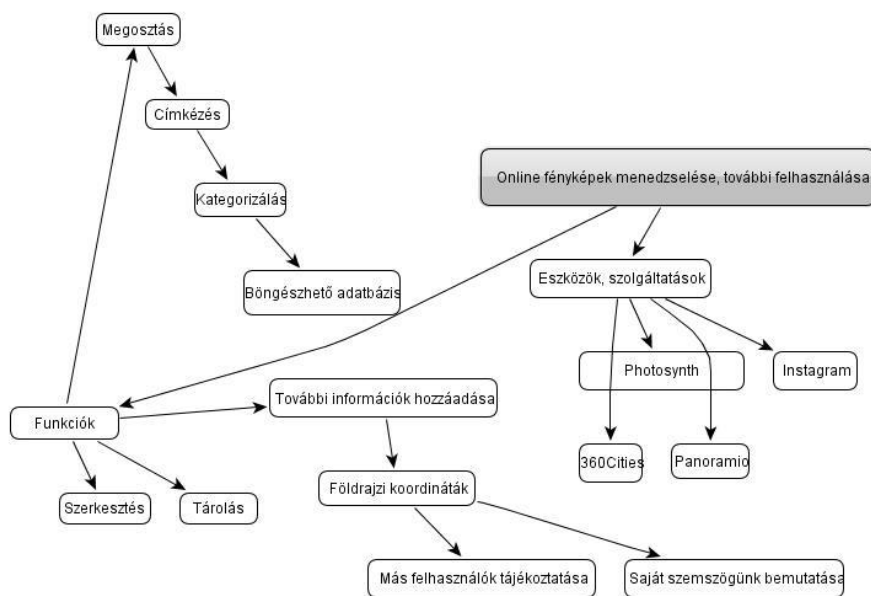 Megosztás
Címkézés
Online fényképek menedzselése, további felhasználása
Kategorizálás
Böngészhető adatbázis
Eszközök, szolgáltatások
Photosynth
Instagram
További információk hozzáadása
Funkciók
360Cities
Panoramio
Földrajzi koordináták
Szerkesztés
Tárolás
Más felhasználók tájékoztatása
Saját szemszögünk bemutatása